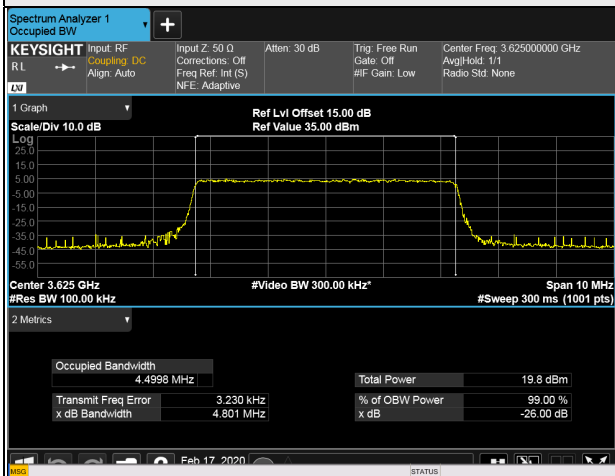 Spectrum Analyzer 1
Occupied BW
KEYSIGHT
RL
LXI
Input: RF
Coupling: DC
Align: Auto
Input Z: 50 Ω
Corrections: Off
Freq Ref: Int (S)
NFE: Adaptive
Atten: 30 dB
Trig: Free Run
Gate: Off
#IF Gain: Low
Center Freq: 3.625000000 GHz
Avg|Hold: 1/1
Radio Std: None
1 Graph
Scale/Div 10.0 dB
Ref Lvl Offset 15.00 dB
Ref Value 35.00 dBm
Log
25.0
15.0
5.00
-5.00
-15.0
-25.0
-35.0
-45.0
-55.0
Center 3.625 GHz
#Video BW 300.00 kHz*
Span 10 MHz
#Res BW 100.00 kHz
#Sweep 300 ms (1001 pts)
2 Metrics
Occupied Bandwidth
4.4998 MHz
Total Power 19.8 dBm
Transmit Freq Error 3.230 kHz
% of OBW Power 99.00 %
x dB Bandwidth 4.801 MHz
x dB -26.00 dB
Feb 17, 2020
MSG
STATUS